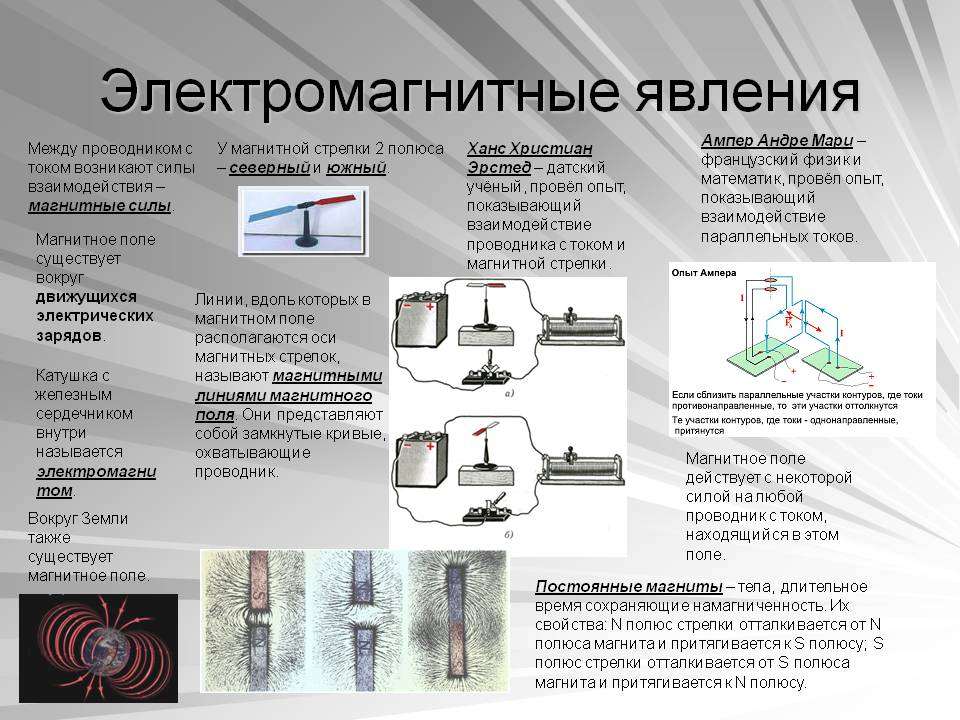 Электромагнитные явления
Между проводником с
током возникают силы
взаимодействия –
магнитные силы.
Магнитное поле
существует
вокруг
движущихся
электрических
зарядов.
Катушка с
железным
сердечником
внутри
называется
электромагни
том.
Вокруг Земли
также
существует
магнитное поле.
У магнитной стрелки 2 полюса
– северный и южный.
Линии, вдоль которых в
магнитном поле
располагаются оси
магнитных стрелок,
называют магнитными
линиями магнитного
поля. Они представляют
собой замкнутые кривые,
охватывающие
проводник.
Ханс Христиан
Эрстед – датский
учёный, провёл опыт,
показывающий
взаимодействие
проводника с током и
магнитной стрелки.
а)
б)
Ампер Андре Мари –
французский физик и
математик, провёл опыт,
показывающий
взаимодействие
параллельных токов.
Опыт Ампера
I
I
+
–
–
+
Если сблизить параллельные участки контуров, где токи
противонаправленные, то эти участки оттолкнутся
Те участки контуров, где токи - однонаправленные,
притянутся
Магнитное поле
действует с некоторой
силой на любой
проводник с током,
находящийся в этом
поле.
Постоянные магниты – тела, длительное
время сохраняющие намагниченность. Их
свойства: N полюс стрелки отталкивается от N
полюса магнита и притягивается к S полюсу; S
полюс стрелки отталкивается от S полюса
магнита и притягивается к N полюсу.